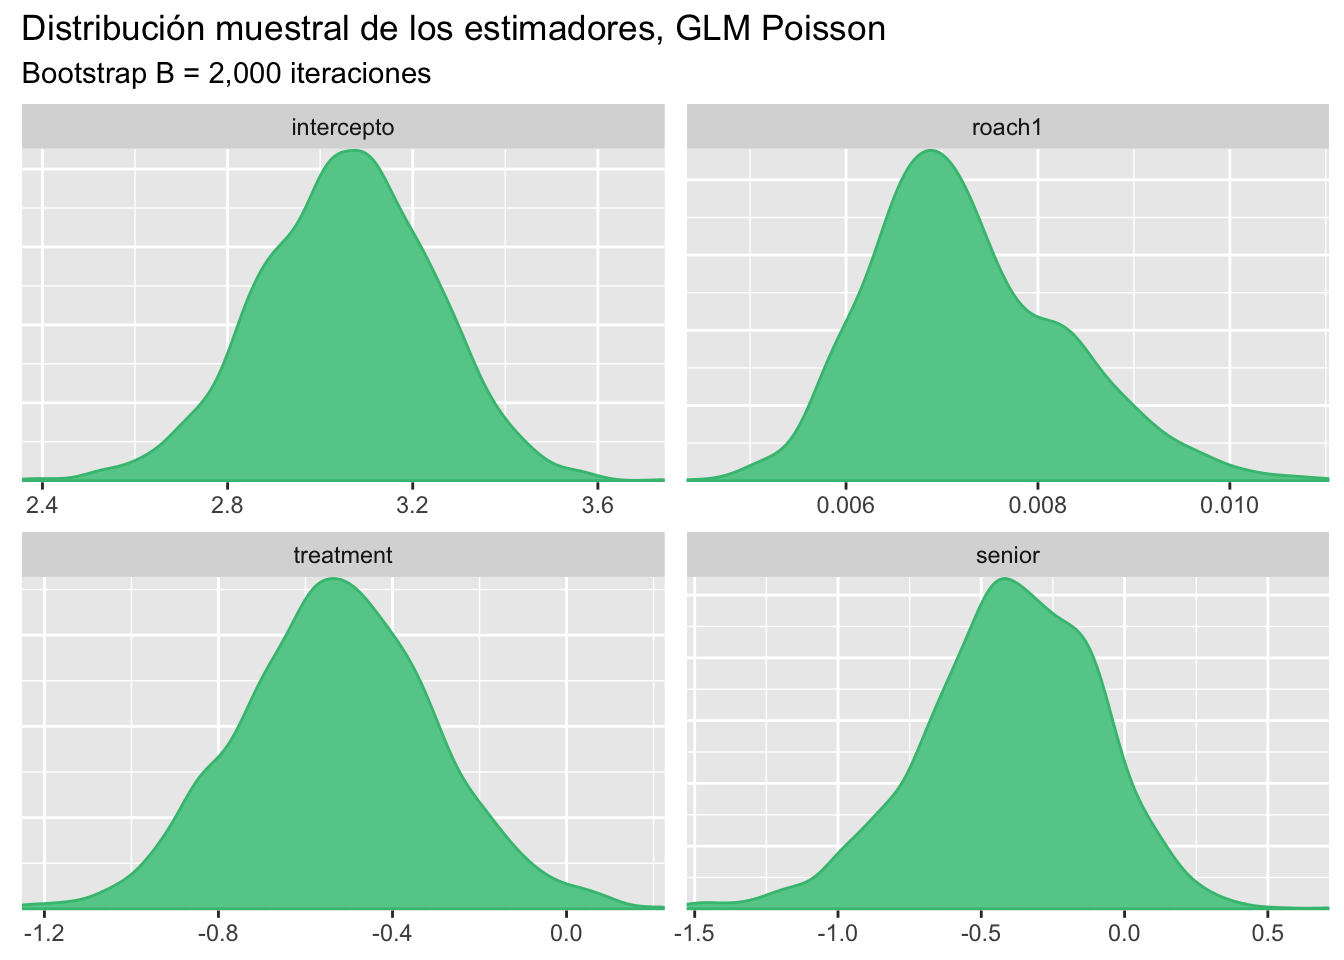 Distribución muestral de los estimadores, GLM Poisson
Bootstrap B = 2,000 iteraciones
intercepto
roach1
2.4 2.8 3.2 3.6
0.006 0.008 0.010
treatment
senior
-1.2 -0.8 -0.4 0.0
-1.5 -1.0 -0.5 0.0 0.5